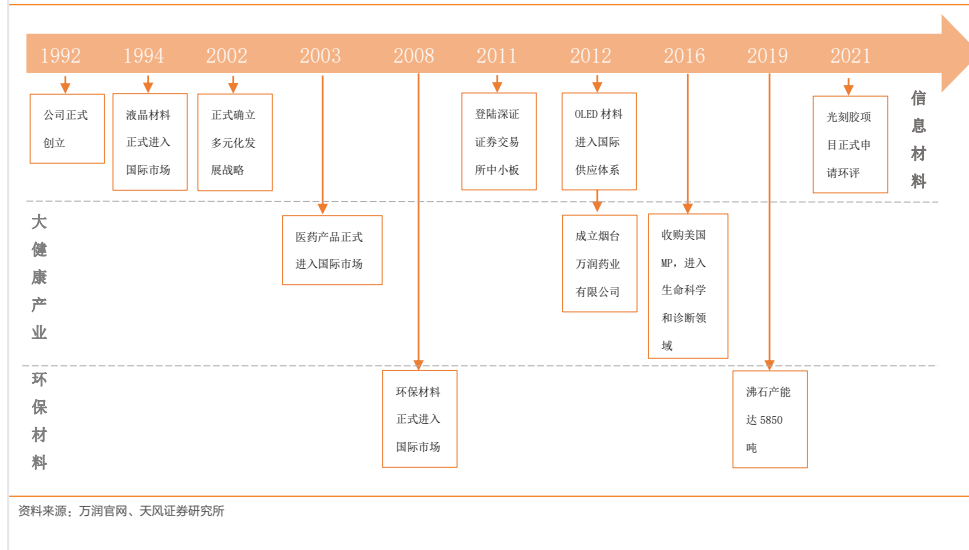 1992 1994 2002 2003 2008 2011 2012 2016 2019 2021
公司正式
创立
液晶材料
正式进入
国际市场
正式确立
多元化发
展战略
登陆深证
证券交易
所中小板
OLED 材料
进入国际
供应体系
光刻胶项
目正式申
请环评
信
息
材
料
大
健
康
产
业
医药产品正式
进入国际市场
成立烟台
万润药业
有限公司
收购美国
MP，进入
生命科学
和诊断领
域
环
保
材
料
环保材料
正式进入
国际市场
沸石产能
达 5850
吨
资料来源：万润官网、天风证券研究所